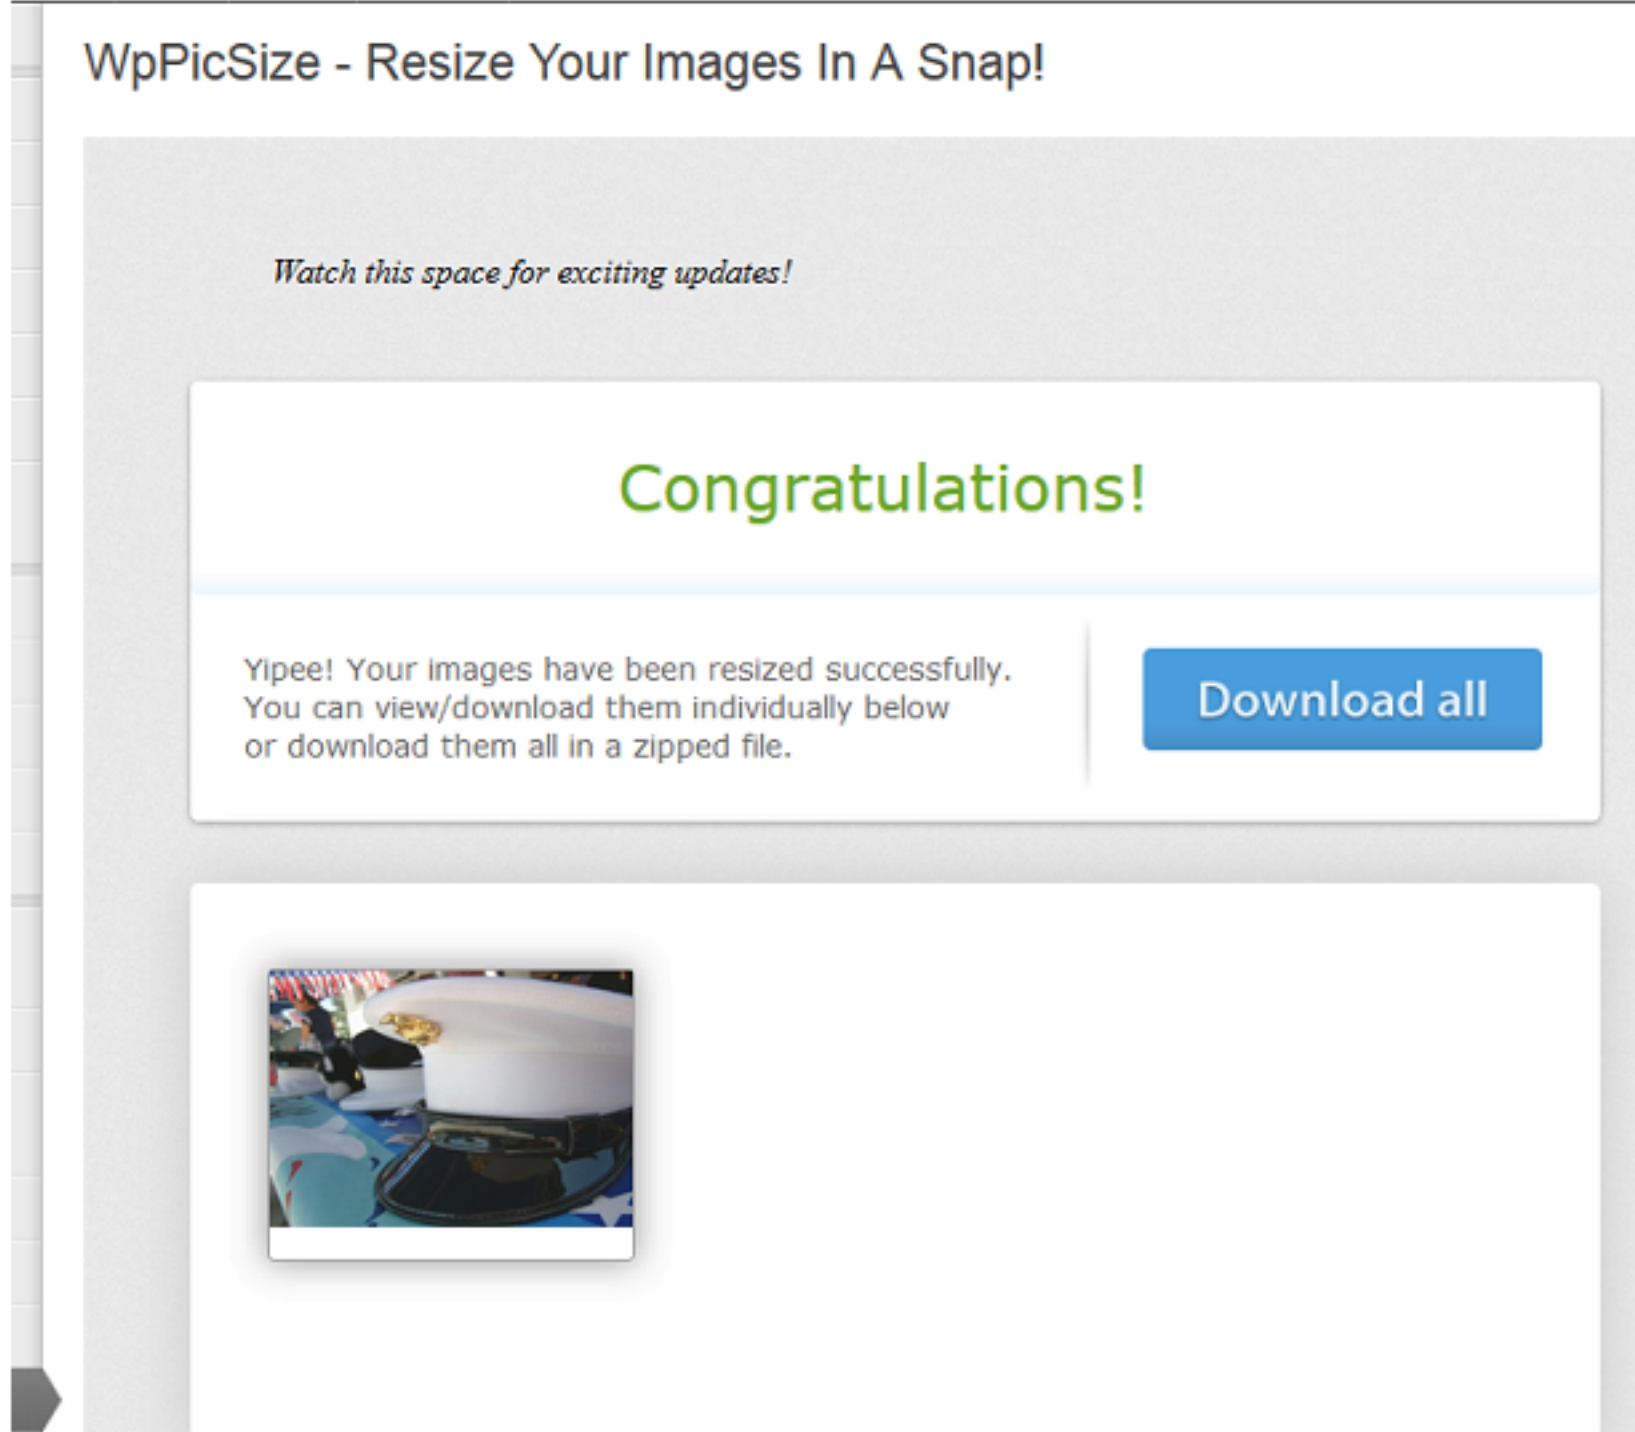 WpPicSize - Resize Your Images In A Snap!
Watch this space for exciting updates!
Congratulations!
Yipee! Your images have been resized successfully.
You can view/download them individually below
or download them all in a zipped file.
Download all